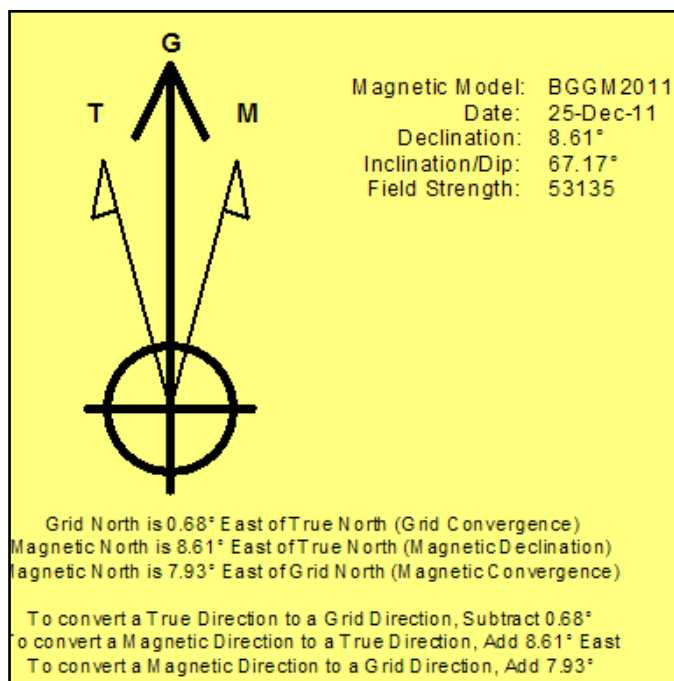 G
T
M
Magnetic Model: BGGM2011
Date: 25-Dec-11
Declination: 8.61°
Inclination/Dip: 67.17°
Field Strength: 53135
Grid North is 0.68° East of True North (Grid Convergence)
Magnetic North is 8.61° East of True North (Magnetic Declination)
Magnetic North is 7.93° East of Grid North (Magnetic Convergence)
To convert a True Direction to a Grid Direction, Subtract 0.68°
To convert a Magnetic Direction to a True Direction, Add 8.61° East
To convert a Magnetic Direction to a Grid Direction, Add 7.93°